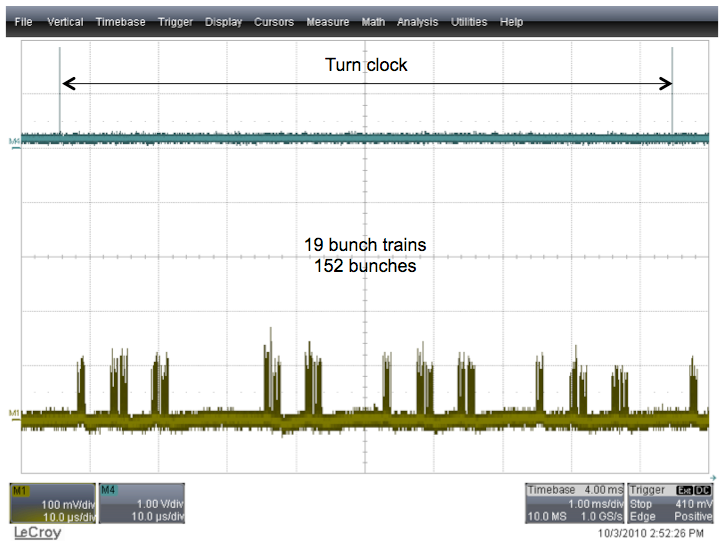 File Vertical Timebase Trigger Display Cursors Measure Math Analysis Utilities Help
Turn clock
M4
19 bunch trains
152 bunches
M1
M1
100 mV/div
10.0 µs/div
M4
1.00 V/div
10.0 µs/div
Timebase 4.00 ms
1.00 ms/div
10.0 MS 1.0 GS/s
Trigger Ext DC
Stop 410 mV
Edge Positive
LeCroy
10/3/2010 2:52:26 PM